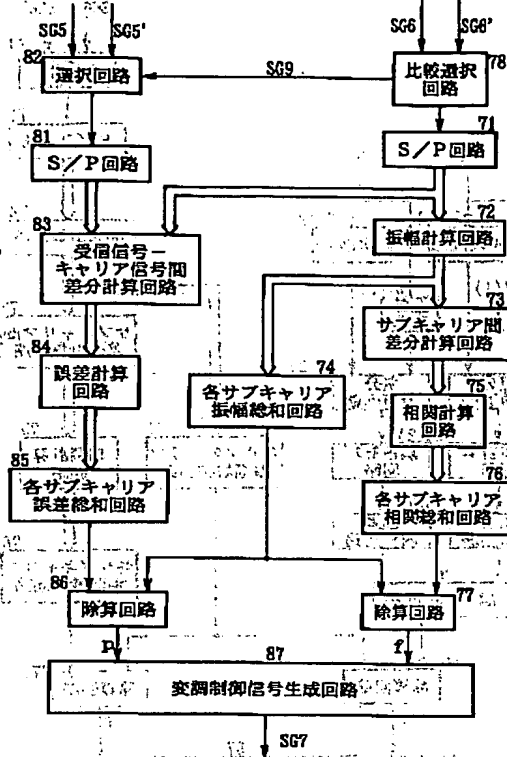 SG5
SG5'
SG6
SG6'
82
選択回路
SG9
78
比較選択
回路
81
S/P回路
71
S/P回路
83
受信信号－
キャリア信号間
差分計算回路
72
振幅計算回路
73
サブキャリア間
差分計算回路
84
誤差計算
回路
74
各サブキャリア
振幅総和回路
75
相関計算
回路
85
各サブキャリア
誤差総和回路
76
各サブキャリア
相関総和回路
86
除算回路
77
除算回路
p
f
87
変調制御信号生成回路
SG7